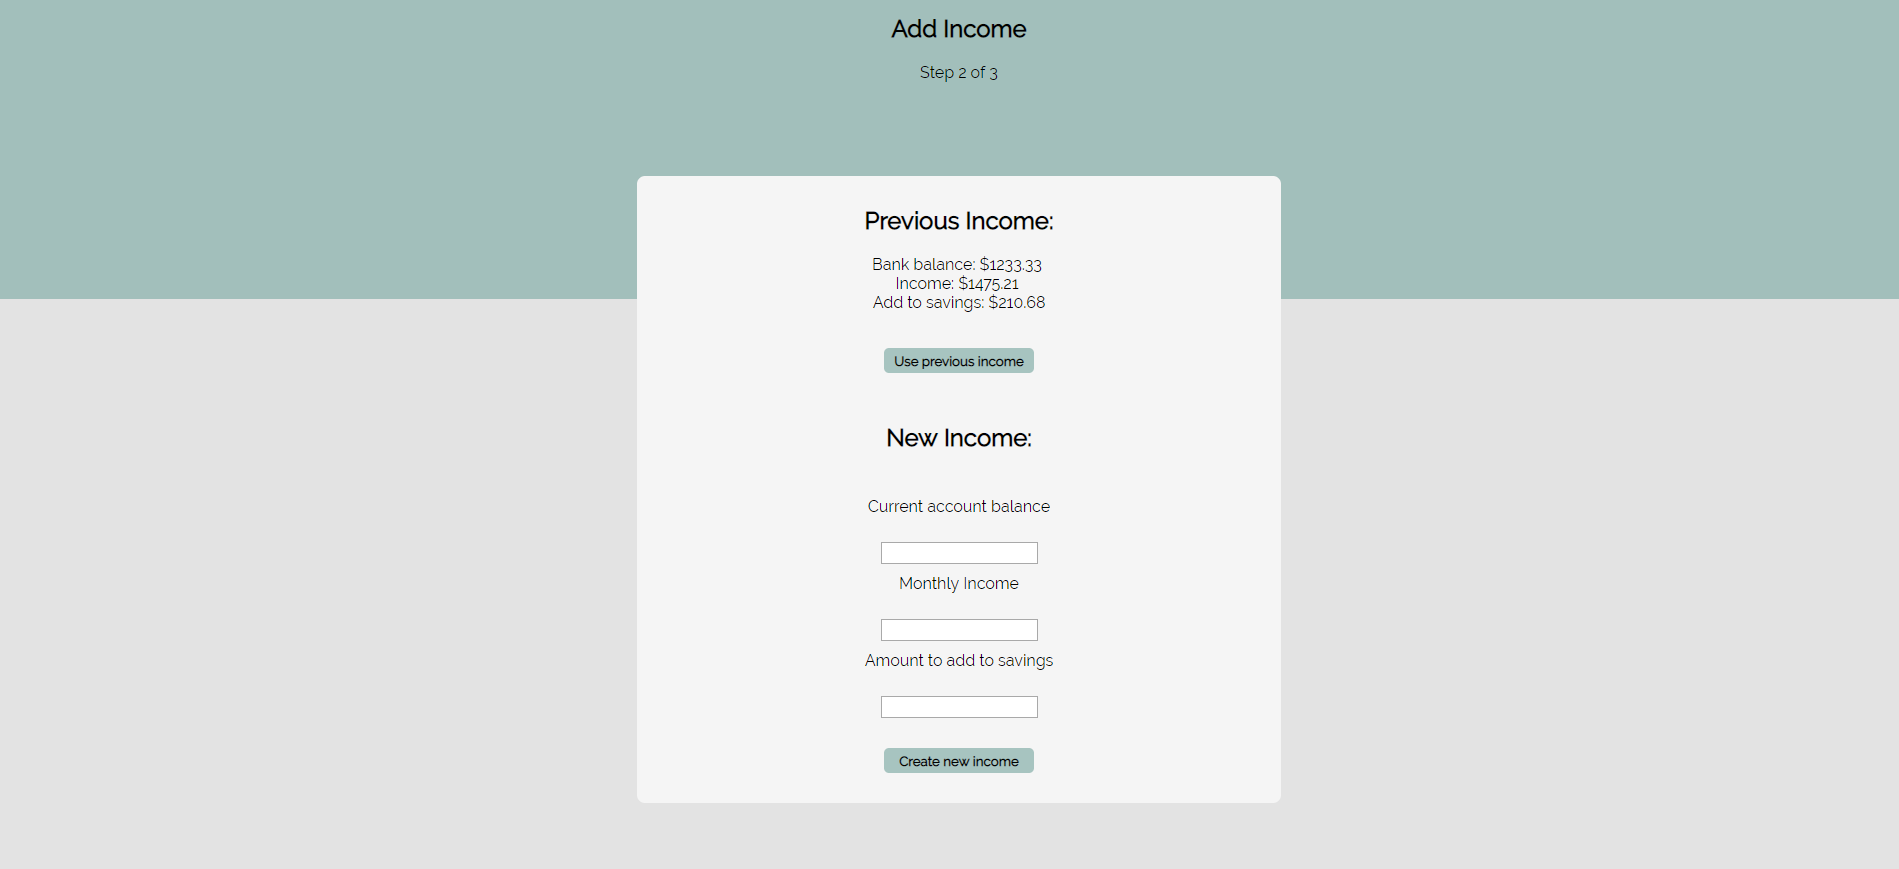 Add Income
Step 2 of 3
Previous Income:
Bank balance: $1233.33
Income: $1475.21
Add to savings: $210.68
Use previous income
New Income:
Current account balance
Monthly Income
Amount to add to savings
Create new income